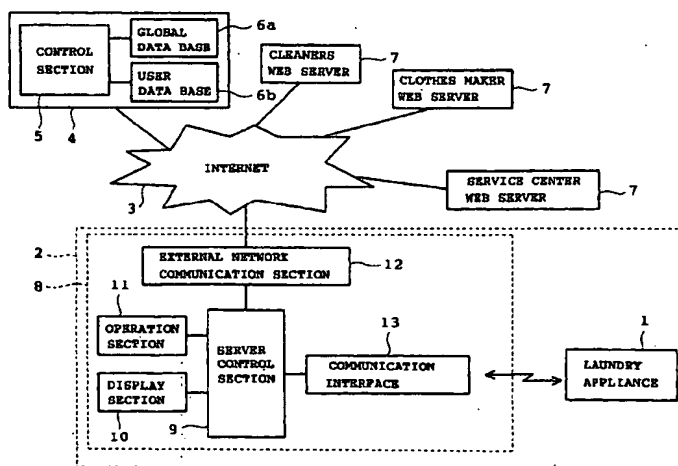 GLOBAL
DATA BASE
6a
CONTROL
SECTION
USER
DATA BASE
6b
5
4
CLEANERS
WEB SERVER
7
CLOTHES MAKER
WEB SERVER
7
INTERNET
3
SERVICE CENTER
WEB SERVER
7
2
8
EXTERNAL NETWORK
COMMUNICATION SECTION
12
11
OPERATION
SECTION
SERVER
CONTROL
SECTION
13
COMMUNICATION
INTERFACE
1
LAUNDRY
APPLIANCE
DISPLAY
SECTION
10
9